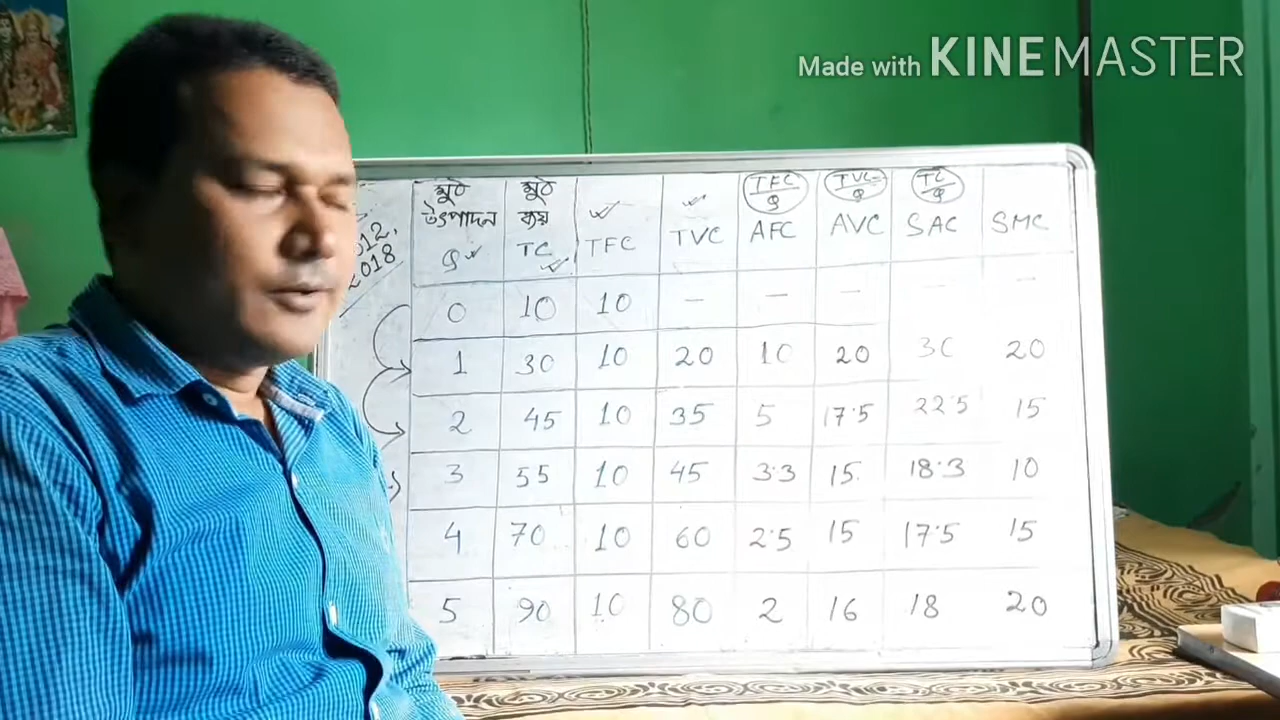 Made with KINEMASTER
012,
2018
মুঠ উৎপাদন Q | মুঠ ব্যয় TC | TFC | TVC | TFC/Q AFC | TVC/Q AVC | TC/Q SAC | SMC
0 | 10 | 10 | — | — | — | — | —
1 | 30 | 10 | 20 | 10 | 20 | 30 | 20
2 | 45 | 10 | 35 | 5 | 17.5 | 22.5 | 15
3 | 55 | 10 | 45 | 3.3 | 15. | 18.3 | 10
4 | 70 | 10 | 60 | 2.5 | 15 | 17.5 | 15
5 | 90 | 10 | 80 | 2 | 16 | 18 | 20